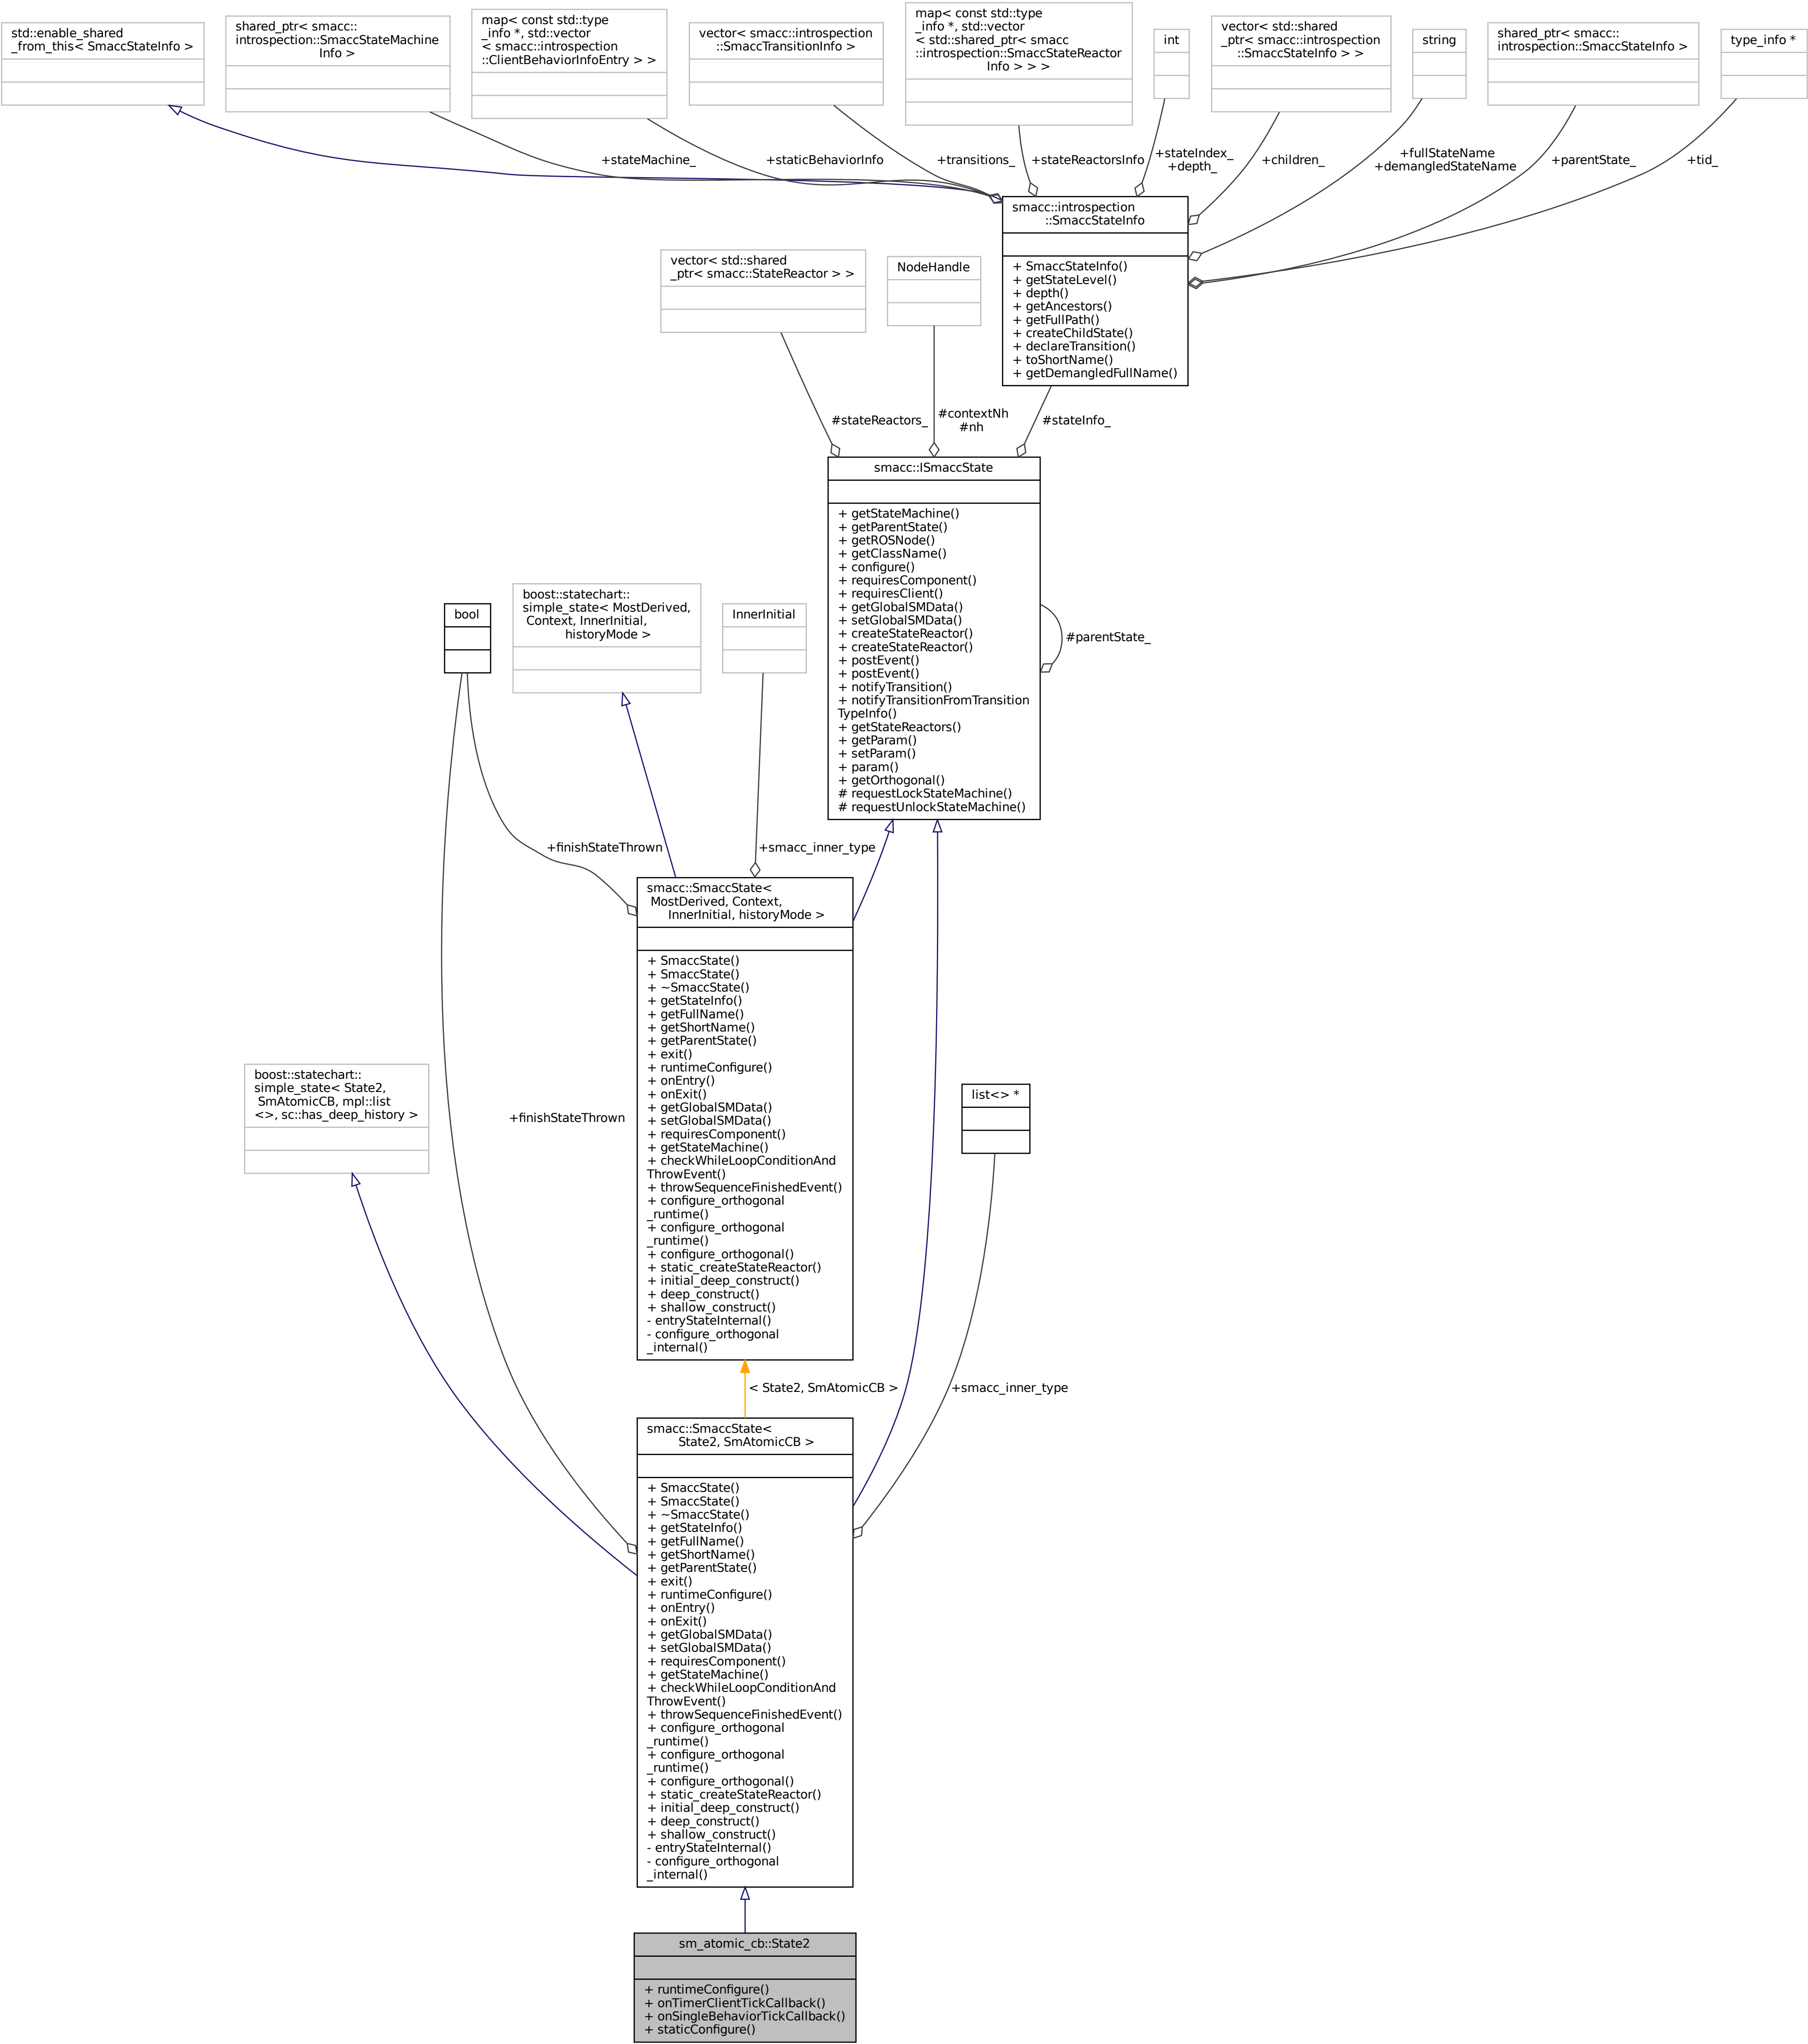 std::enable_shared
_from_this< SmaccStateInfo >
shared_ptr< smacc::
introspection::SmaccStateMachine
Info >
map< const std::type
_info *, std::vector
< smacc::introspection
::ClientBehaviorInfoEntry > >
vector< smacc::introspection
::SmaccTransitionInfo >
map< const std::type
_info *, std::vector
< std::shared_ptr< smacc
::introspection::SmaccStateReactor
Info > > >
int
vector< std::shared
_ptr< smacc::introspection
::SmaccStateInfo > >
string
shared_ptr< smacc::
introspection::SmaccStateInfo >
type_info *
+stateMachine_
+staticBehaviorInfo
+transitions_
+stateReactorsInfo
+stateIndex_
+depth_
+children_
+fullStateName
+demangledStateName
+parentState_
+tid_
smacc::introspection
::SmaccStateInfo
+ SmaccStateInfo()
+ getStateLevel()
+ depth()
+ getAncestors()
+ getFullPath()
+ createChildState()
+ declareTransition()
+ toShortName()
+ getDemangledFullName()
vector< std::shared
_ptr< smacc::StateReactor > >
NodeHandle
#stateReactors_
#contextNh
#nh
#stateInfo_
smacc::ISmaccState
+ getStateMachine()
+ getParentState()
+ getROSNode()
+ getClassName()
+ configure()
+ requiresComponent()
+ requiresClient()
+ getGlobalSMData()
+ setGlobalSMData()
+ createStateReactor()
+ createStateReactor()
+ postEvent()
+ postEvent()
+ notifyTransition()
+ notifyTransitionFromTransition
TypeInfo()
+ getStateReactors()
+ getParam()
+ setParam()
+ param()
+ getOrthogonal()
# requestLockStateMachine()
# requestUnlockStateMachine()
#parentState_
bool
boost::statechart::
simple_state< MostDerived,
Context, InnerInitial,
historyMode >
InnerInitial
+finishStateThrown
+smacc_inner_type
smacc::SmaccState<
MostDerived, Context,
InnerInitial, historyMode >
+ SmaccState()
+ SmaccState()
+ ~SmaccState()
+ getStateInfo()
+ getFullName()
+ getShortName()
+ getParentState()
+ exit()
+ runtimeConfigure()
+ onEntry()
+ onExit()
+ getGlobalSMData()
+ setGlobalSMData()
+ requiresComponent()
+ getStateMachine()
+ checkWhileLoopConditionAnd
ThrowEvent()
+ throwSequenceFinishedEvent()
+ configure_orthogonal
_runtime()
+ configure_orthogonal
_runtime()
+ configure_orthogonal()
+ static_createStateReactor()
+ initial_deep_construct()
+ deep_construct()
+ shallow_construct()
- entryStateInternal()
- configure_orthogonal
_internal()
boost::statechart::
simple_state< State2,
SmAtomicCB, mpl::list
<>, sc::has_deep_history >
+finishStateThrown
list<> *
< State2, SmAtomicCB >
+smacc_inner_type
smacc::SmaccState<
State2, SmAtomicCB >
+ SmaccState()
+ SmaccState()
+ ~SmaccState()
+ getStateInfo()
+ getFullName()
+ getShortName()
+ getParentState()
+ exit()
+ runtimeConfigure()
+ onEntry()
+ onExit()
+ getGlobalSMData()
+ setGlobalSMData()
+ requiresComponent()
+ getStateMachine()
+ checkWhileLoopConditionAnd
ThrowEvent()
+ throwSequenceFinishedEvent()
+ configure_orthogonal
_runtime()
+ configure_orthogonal
_runtime()
+ configure_orthogonal()
+ static_createStateReactor()
+ initial_deep_construct()
+ deep_construct()
+ shallow_construct()
- entryStateInternal()
- configure_orthogonal
_internal()
sm_atomic_cb::State2
+ runtimeConfigure()
+ onTimerClientTickCallback()
+ onSingleBehaviorTickCallback()
+ staticConfigure()